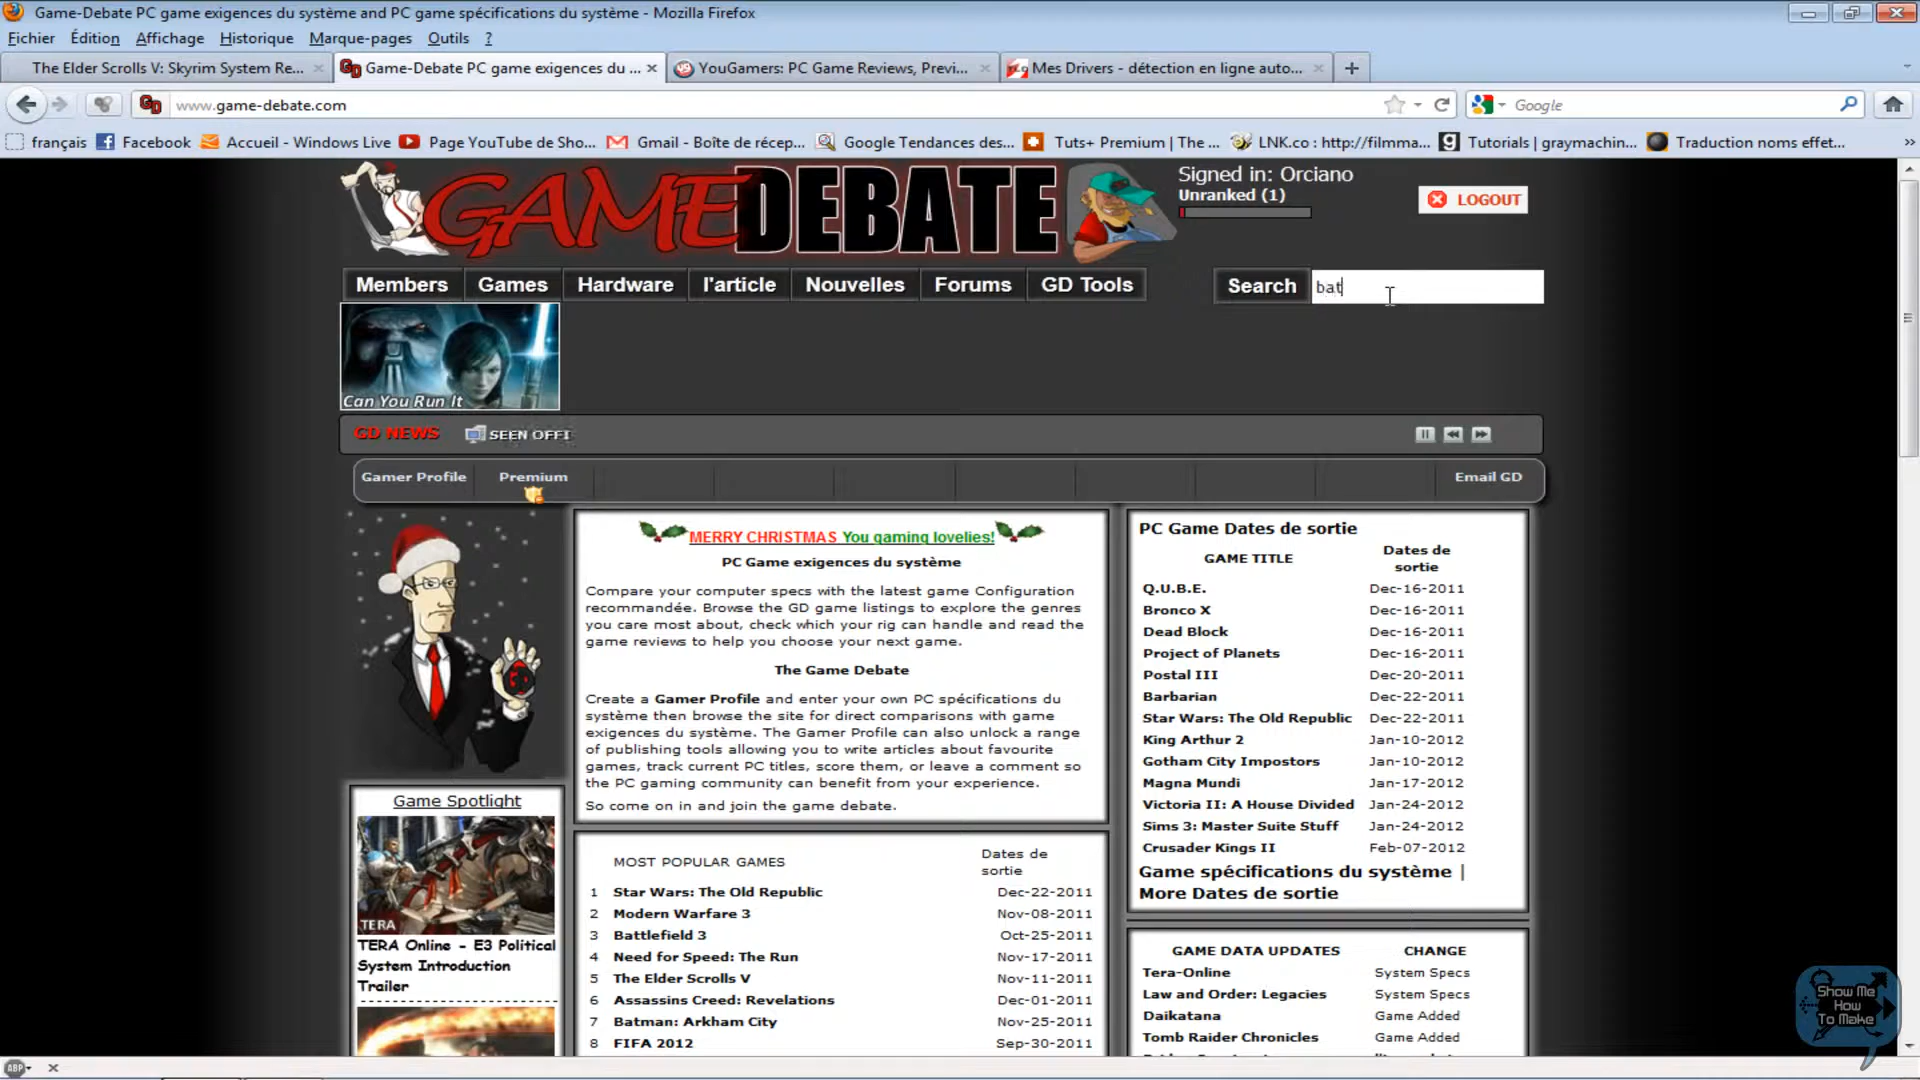 Game-Debate PC game exigences du système and PC game spécifications du système - Mozilla Firefox
Fichier Édition Affichage Historique Marque-pages Outils ?
The Elder Scrolls V: Skyrim System Re...
Game-Debate PC game exigences du ...
YouGamers: PC Game Reviews, Previ...
Mes Drivers - détection en ligne auto...
www.game-debate.com
Google
français Facebook Accueil - Windows Live Page YouTube de Sho... Gmail - Boîte de récep... Google Tendances des... Tuts+ Premium | The ... LNK.co : http://filmma... Tutorials | graymachin... Traduction noms effet...
GAMEDEBATE
Signed in: Orciano
Unranked (1)
LOGOUT
Members Games Hardware l'article Nouvelles Forums GD Tools
Search bat
Can You Run It
GD NEWS SEEN OFFI
Gamer Profile Premium Email GD
MERRY CHRISTMAS You gaming lovelies!
PC Game exigences du système
Compare your computer specs with the latest game Configuration
recommandée. Browse the GD game listings to explore the genres
you care most about, check which your rig can handle and read the
game reviews to help you choose your next game.
The Game Debate
Create a Gamer Profile and enter your own PC spécifications du
système then browse the site for direct comparisons with game
exigences du système. The Gamer Profile can also unlock a range
of publishing tools allowing you to write articles about favourite
games, track current PC titles, score them, or leave a comment so
the PC gaming community can benefit from your experience.
So come on in and join the game debate.
PC Game Dates de sortie
GAME TITLE Dates de
sortie
Q.U.B.E. Dec-16-2011
Bronco X Dec-16-2011
Dead Block Dec-16-2011
Project of Planets Dec-16-2011
Postal III Dec-20-2011
Barbarian Dec-22-2011
Star Wars: The Old Republic Dec-22-2011
King Arthur 2 Jan-10-2012
Gotham City Impostors Jan-10-2012
Magna Mundi Jan-17-2012
Victoria II: A House Divided Jan-24-2012
Sims 3: Master Suite Stuff Jan-24-2012
Crusader Kings II Feb-07-2012
Game spécifications du système |
More Dates de sortie
Game Spotlight
TERA
TERA Online - E3 Political
System Introduction
Trailer
MOST POPULAR GAMES Dates de
sortie
1 Star Wars: The Old Republic Dec-22-2011
2 Modern Warfare 3 Nov-08-2011
3 Battlefield 3 Oct-25-2011
4 Need for Speed: The Run Nov-17-2011
5 The Elder Scrolls V Nov-11-2011
6 Assassins Creed: Revelations Dec-01-2011
7 Batman: Arkham City Nov-25-2011
8 FIFA 2012 Sep-30-2011
GAME DATA UPDATES CHANGE
Tera-Online System Specs
Law and Order: Legacies System Specs
Daikatana Game Added
Tomb Raider Chronicles Game Added
Show Me
How
To Make
ABP